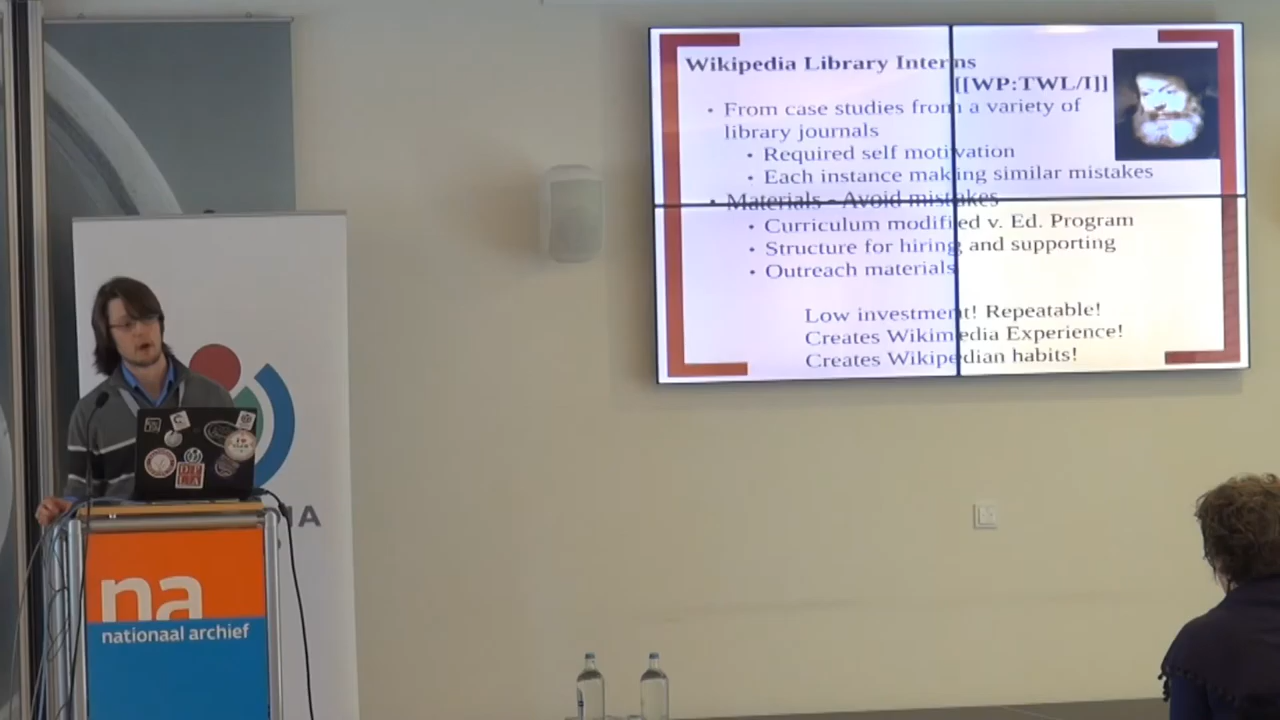 Wikipedia Library Interns
[[WP:TWL/I]]
• From case studies from a variety of
library journals
• Required self motivation
• Each instance making similar mistakes
• Materials - Avoid mistakes
• Curriculum modified v. Ed. Program
• Structure for hiring and supporting
• Outreach materials
Low investment! Repeatable!
Creates Wikimedia Experience!
Creates Wikipedian habits!
IA
na
nationaal archief